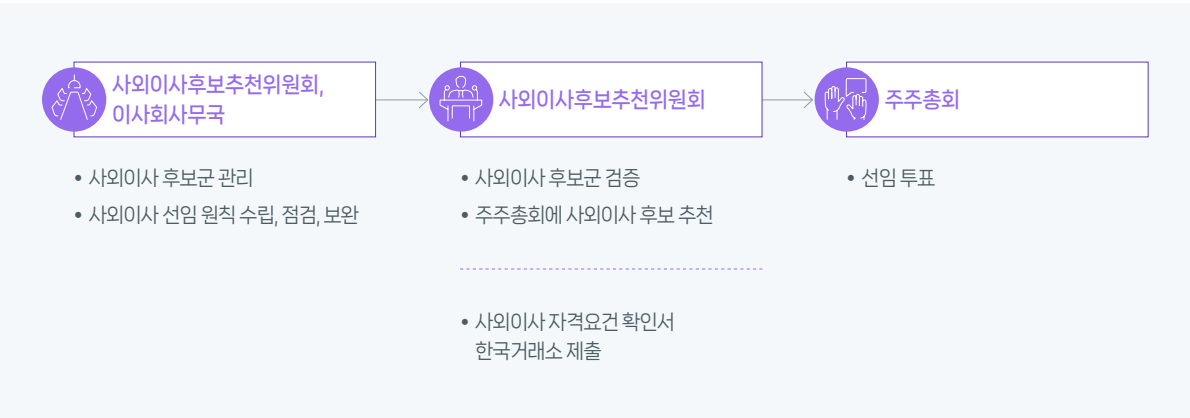 사외이사후보추천위원회,
이사회사무국
• 사외이사 후보군 관리
• 사외이사 선임 원칙 수립, 점검, 보완
사외이사후보추천위원회
• 사외이사 후보군 검증
• 주주총회에 사외이사 후보 추천
• 사외이사 자격요건 확인서
한국거래소 제출
주주총회
• 선임 투표